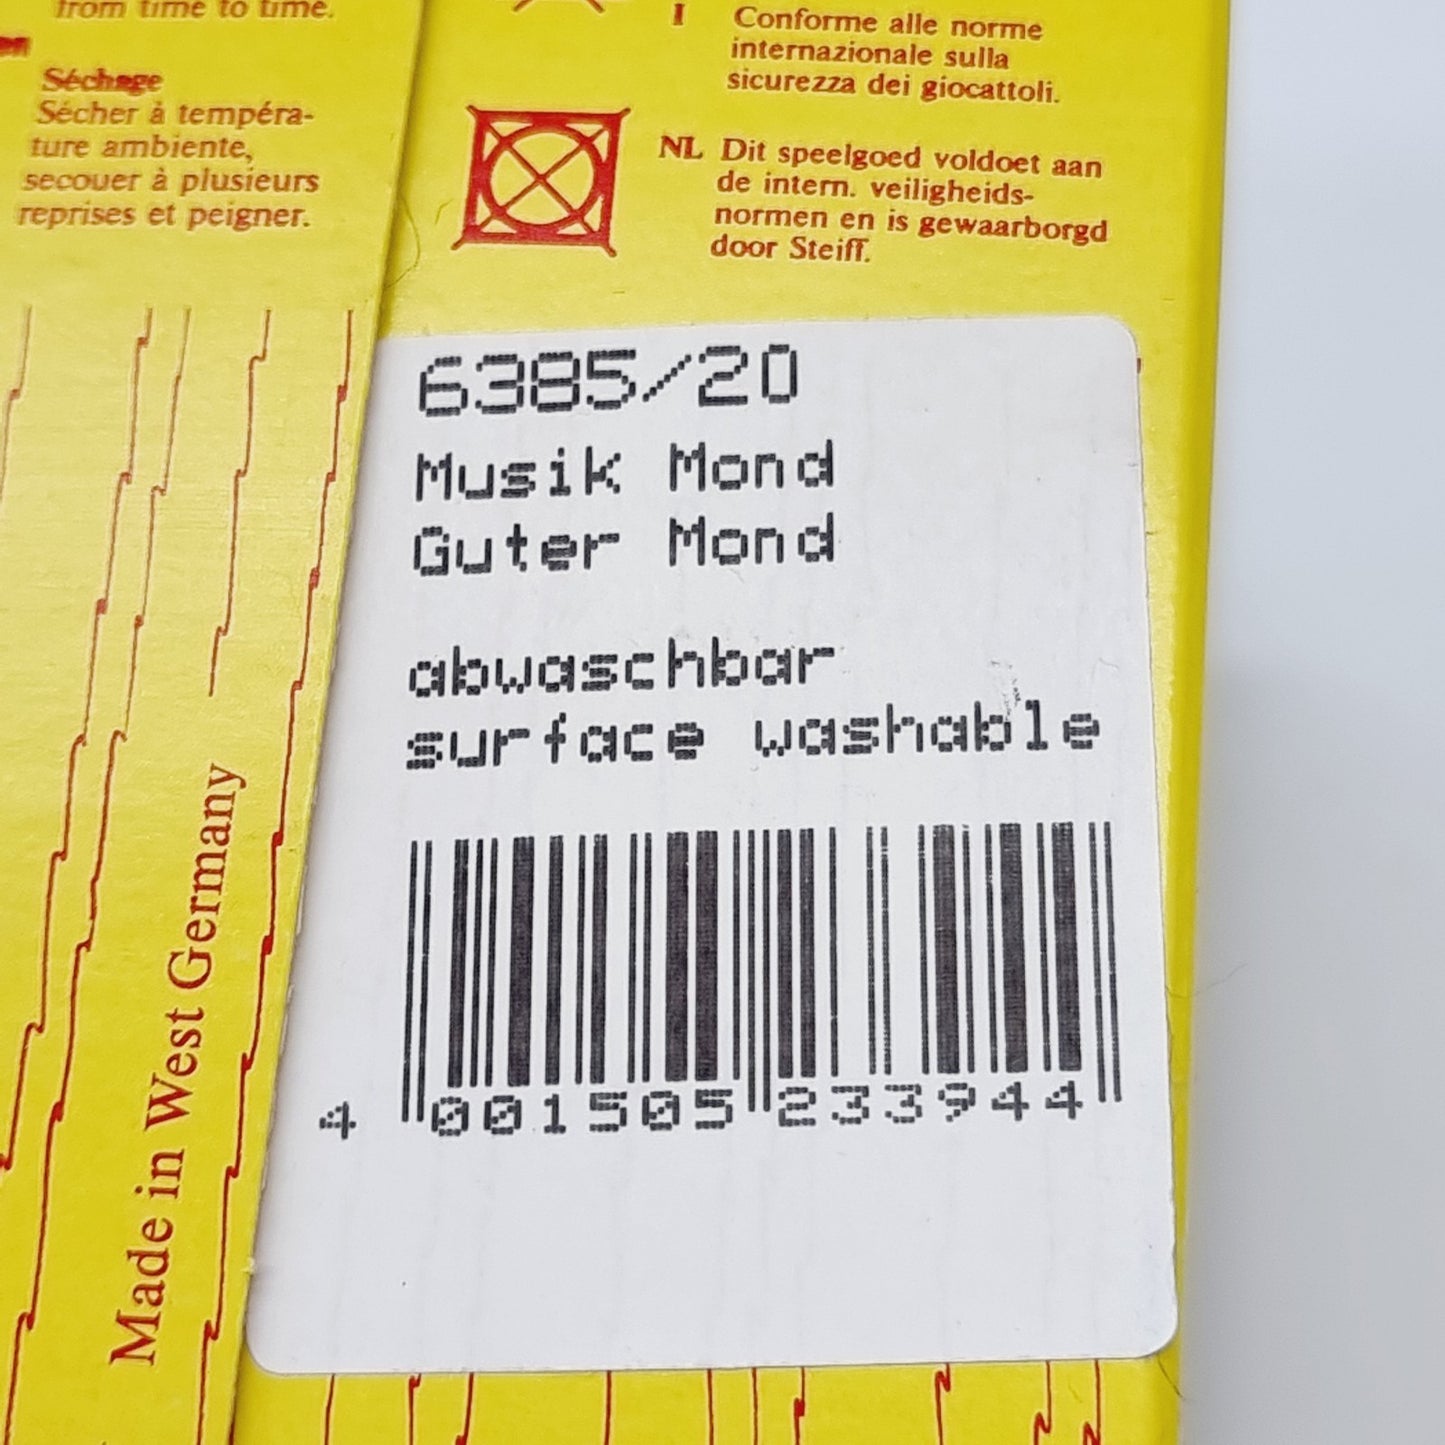 from time to time.
Séchage
Sécher à tempéra-
ture ambiente,
secouer à plusieurs
reprises et peigner.
Made in West Germany
I Conforme alle norme
internazionale sulla
sicurezza dei giocattoli.
NL Dit speelgoed voldoet aan
de intern. veiligheids-
normen en is gewaarborgd
door Steiff.
6385/20
Musik Mond
Guter Mond
abwaschbar
surface washable
4 001505 233944